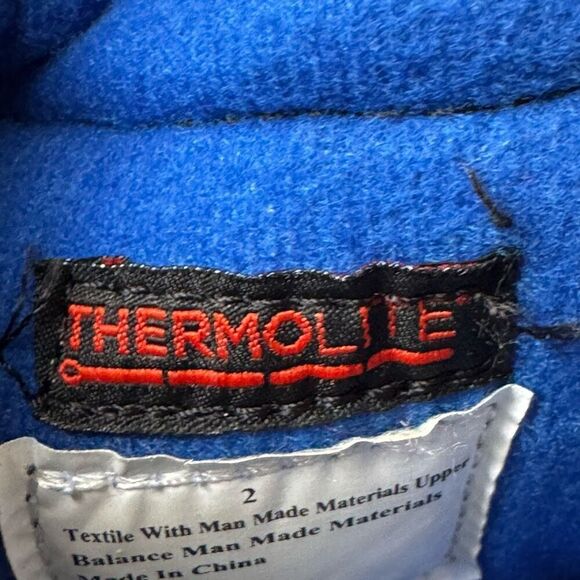 THERMOLITE
2
Textile With Man Made Materials Upper
Balance Man Made Materials
Made In China